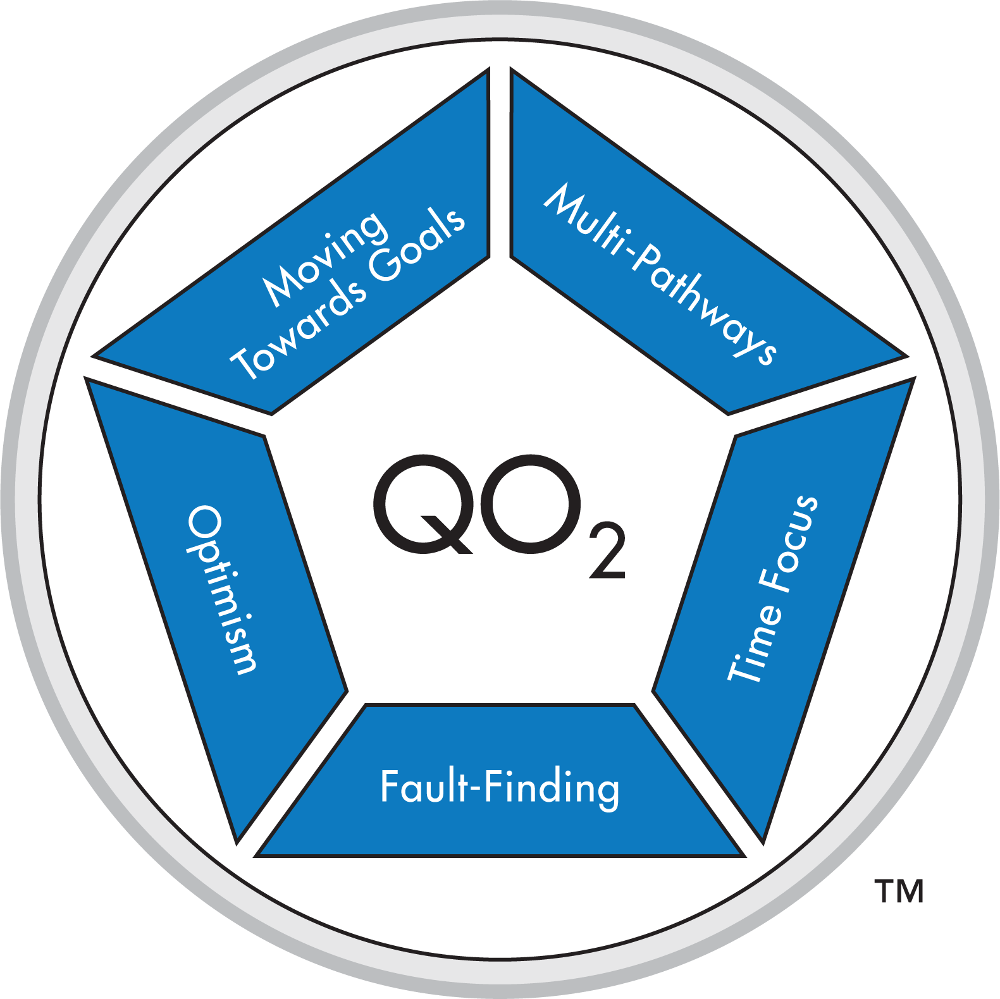 Moving
Towards Goals
Multi-Pathways
Optimism
QO₂
Time Focus
Fault-Finding
TM